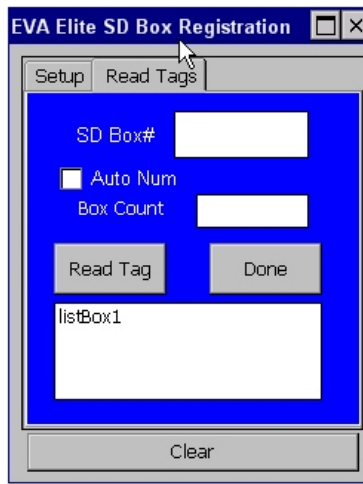 EVA Elite SD Box Registration
Setup Read Tags
SD Box#
Auto Num
Box Count
Read Tag Done
listBox1
Clear